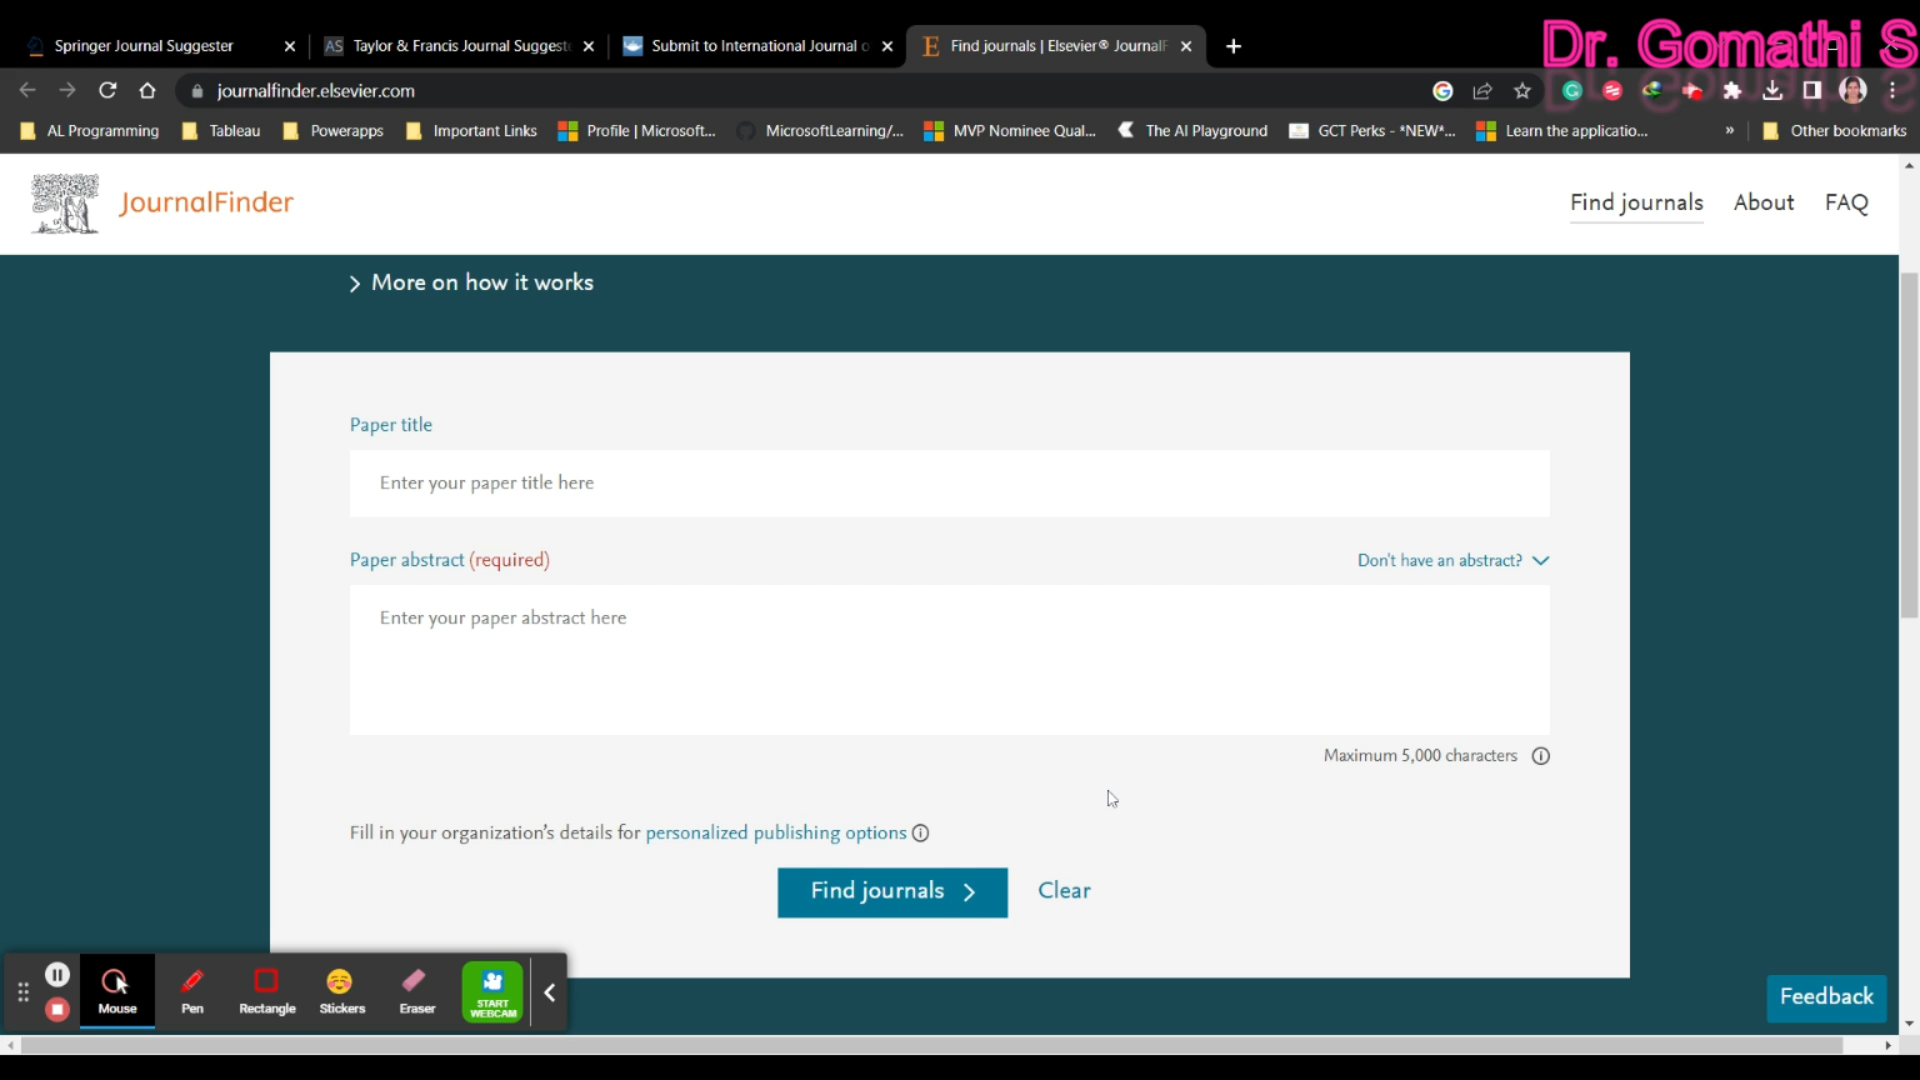 Springer Journal Suggester
AS Taylor & Francis Journal Suggest
Submit to International Journal o
E Find journals | Elsevier® JournalF
Dr. Gomathi S
journalfinder.elsevier.com
AL Programming
Tableau
Powerapps
Important Links
Profile | Microsoft...
MicrosoftLearning/...
MVP Nominee Qual...
The AI Playground
GCT Perks - *NEW*...
Learn the applicatio...
»
Other bookmarks
JournalFinder
Find journals
About
FAQ
More on how it works
Paper title
Enter your paper title here
Paper abstract (required)
Don't have an abstract?
Enter your paper abstract here
Maximum 5,000 characters
Fill in your organization's details for personalized publishing options
Find journals
Clear
Mouse
Pen
Rectangle
Stickers
Eraser
START
WEBCAM
Feedback